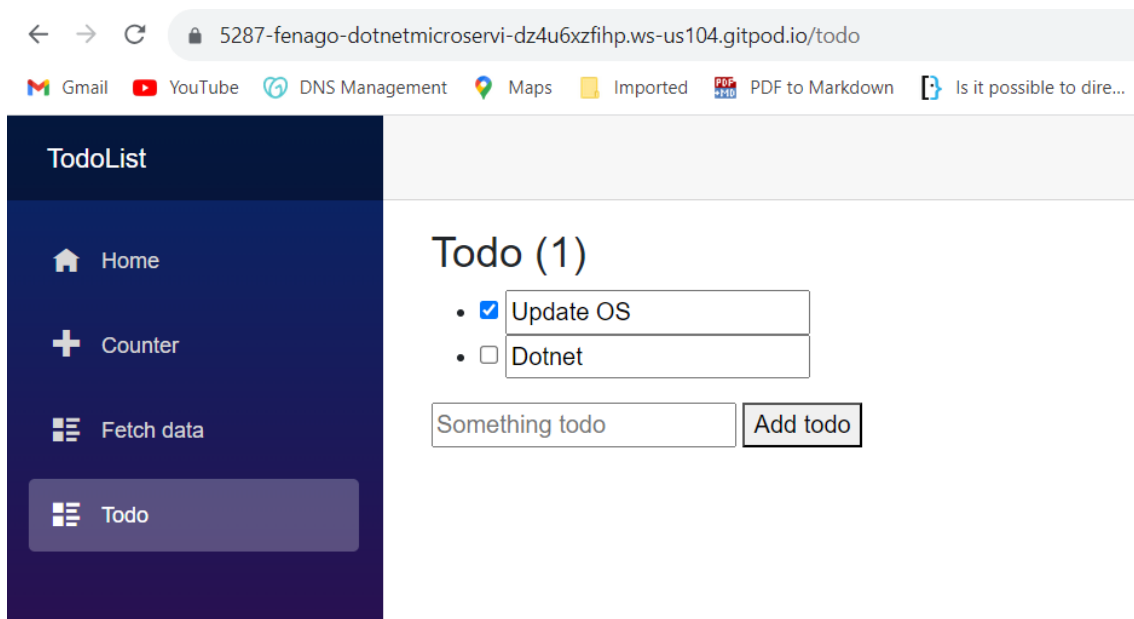 5287-fenago-dotnetmicroservi-dz4u6xzfihp.ws-us104.gitpod.io/todo
Gmail YouTube DNS Management Maps Imported PDF to Markdown Is it possible to dire...
TodoList
Home
Counter
Fetch data
Todo
Todo (1)
Update OS
Dotnet
Something todo Add todo